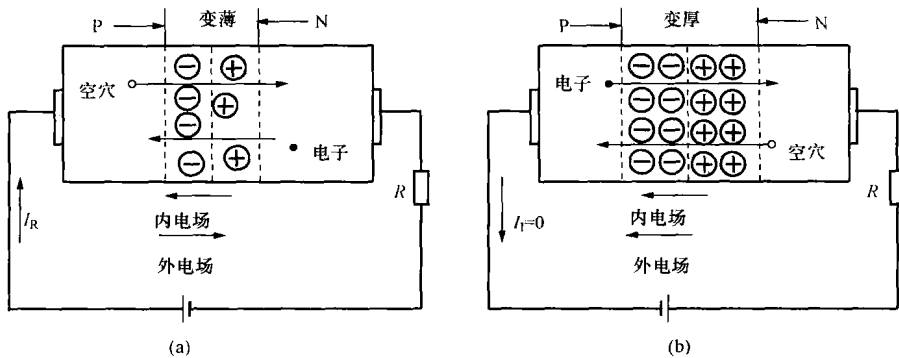 P 变薄 N
空穴
电子
I_R
内电场
外电场
R
(a)
P 变厚 N
电子
空穴
I_I=0
内电场
外电场
R
(b)